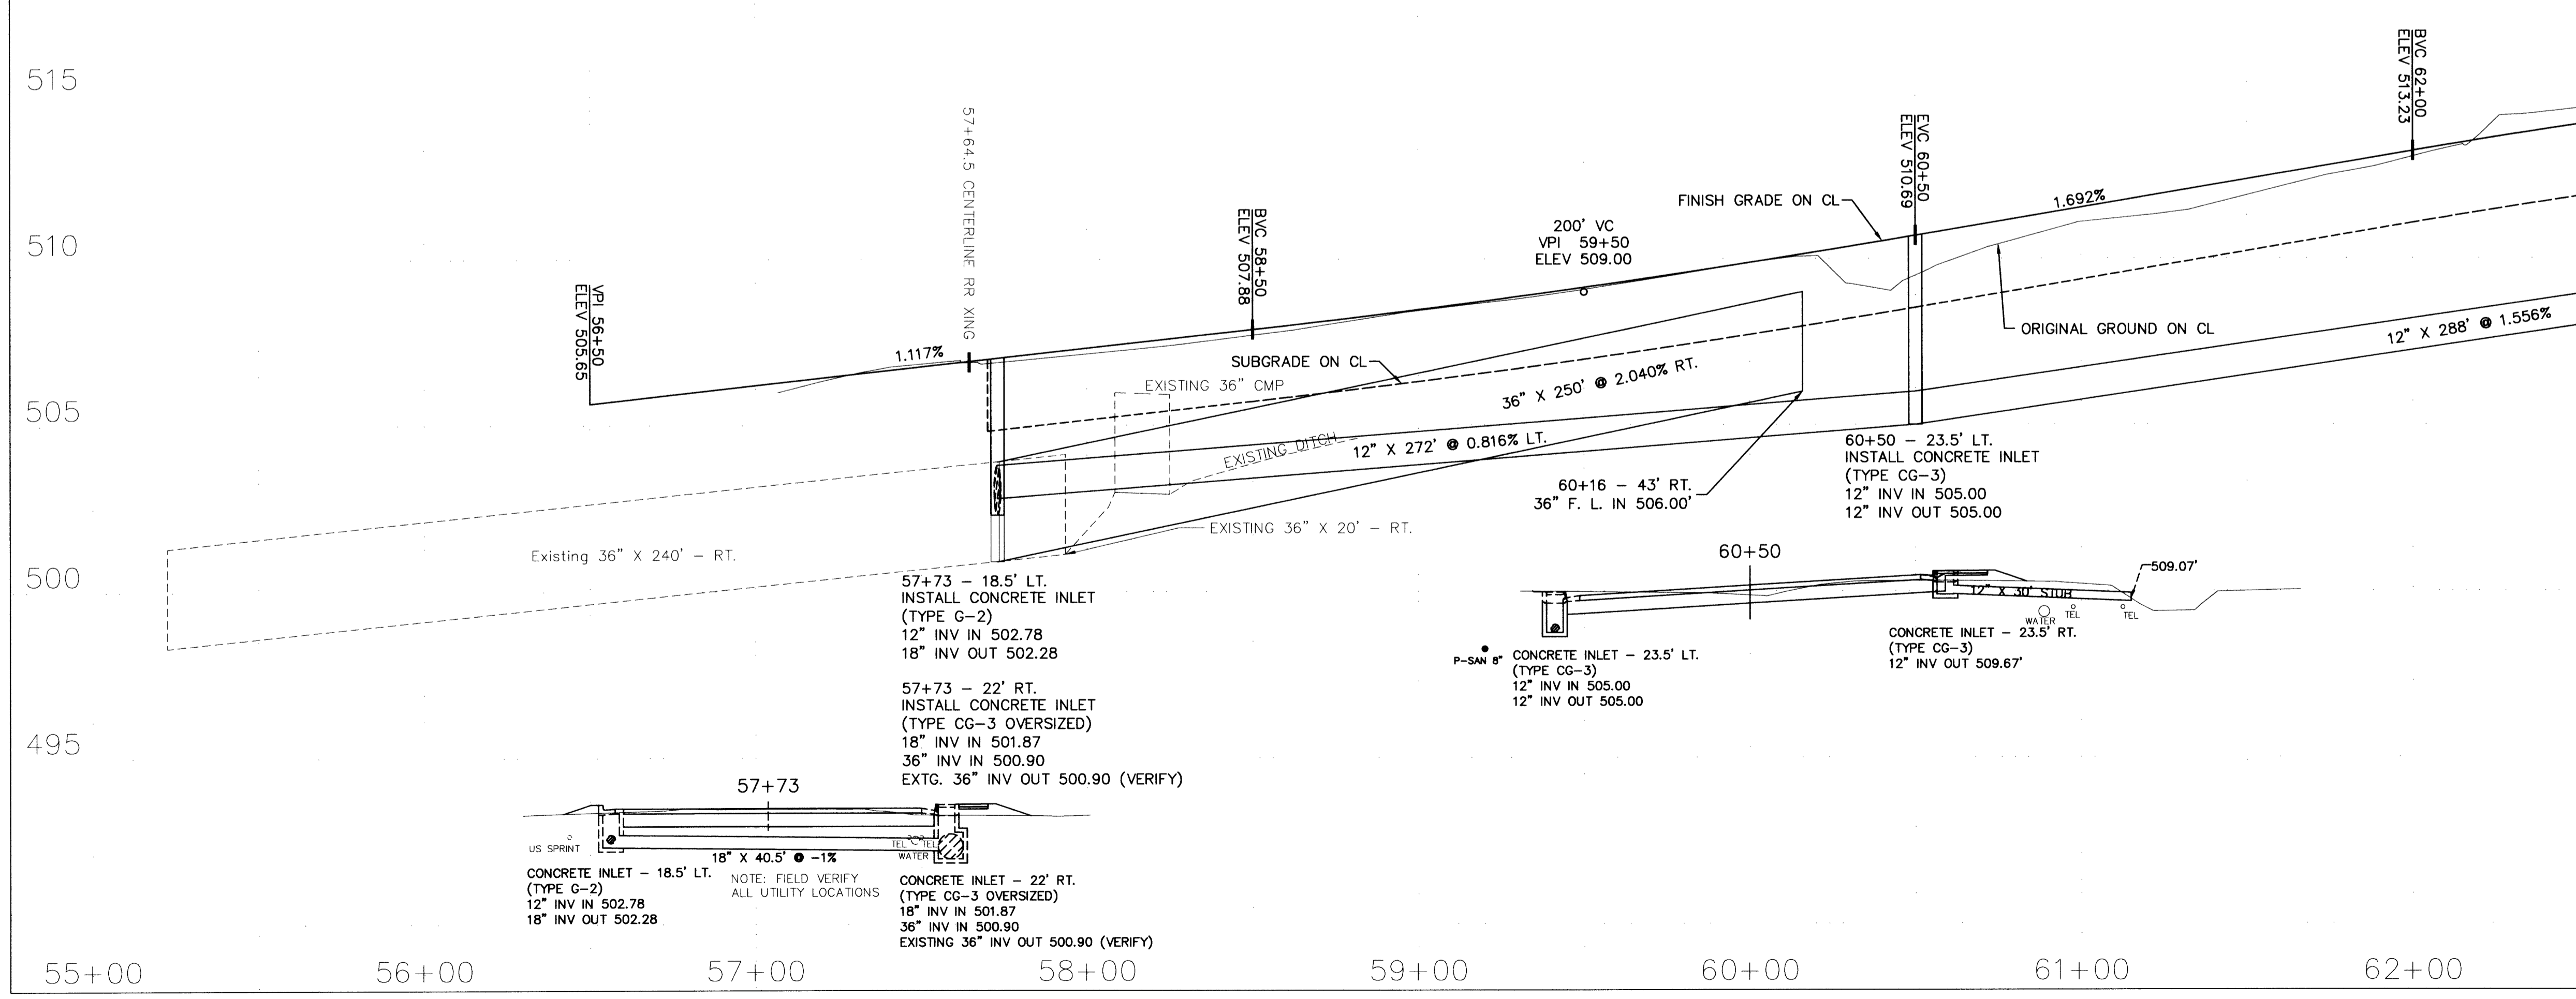 515
510
505
500
495
VPI 56+50
ELEV 505.65
1.117%
57+64.5 CENTERLINE RR XING
BVC 58+50
ELEV 507.88
200' VC
VPI 59+50
ELEV 509.00
FINISH GRADE ON CL
EVC 60+50
ELEV 510.69
1.692%
BVC 62+00
ELEV 513.23
ORIGINAL GROUND ON CL
12" X 288' @ 1.556%
SUBGRADE ON CL
EXISTING 36" CMP
36" X 250' @ 2.040% RT.
EXISTING DITCH
12" X 272' @ 0.816% LT.
60+16 - 43' RT.
36" F. L. IN 506.00'
60+50 - 23.5' LT.
INSTALL CONCRETE INLET
(TYPE CG-3)
12" INV IN 505.00
12" INV OUT 505.00
EXISTING 36" X 20' - RT.
Existing 36" X 240' - RT.
57+73 - 18.5' LT.
INSTALL CONCRETE INLET
(TYPE G-2)
12" INV IN 502.78
18" INV OUT 502.28
57+73 - 22' RT.
INSTALL CONCRETE INLET
(TYPE CG-3 OVERSIZED)
18" INV IN 501.87
36" INV IN 500.90
EXTG. 36" INV OUT 500.90 (VERIFY)
60+50
509.07'
12" X 30' STUB
WATER
TEL
TEL
P-SAN 8"
CONCRETE INLET - 23.5' LT.
(TYPE CG-3)
12" INV IN 505.00
12" INV OUT 505.00
CONCRETE INLET - 23.5' RT.
(TYPE CG-3)
12" INV OUT 509.67'
57+73
US SPRINT
18" X 40.5' @ -1%
TEL
TEL
WATER
NOTE: FIELD VERIFY
ALL UTILITY LOCATIONS
CONCRETE INLET - 18.5' LT.
(TYPE G-2)
12" INV IN 502.78
18" INV OUT 502.28
CONCRETE INLET - 22' RT.
(TYPE CG-3 OVERSIZED)
18" INV IN 501.87
36" INV IN 500.90
EXISTING 36" INV OUT 500.90 (VERIFY)
55+00
56+00
57+00
58+00
59+00
60+00
61+00
62+00